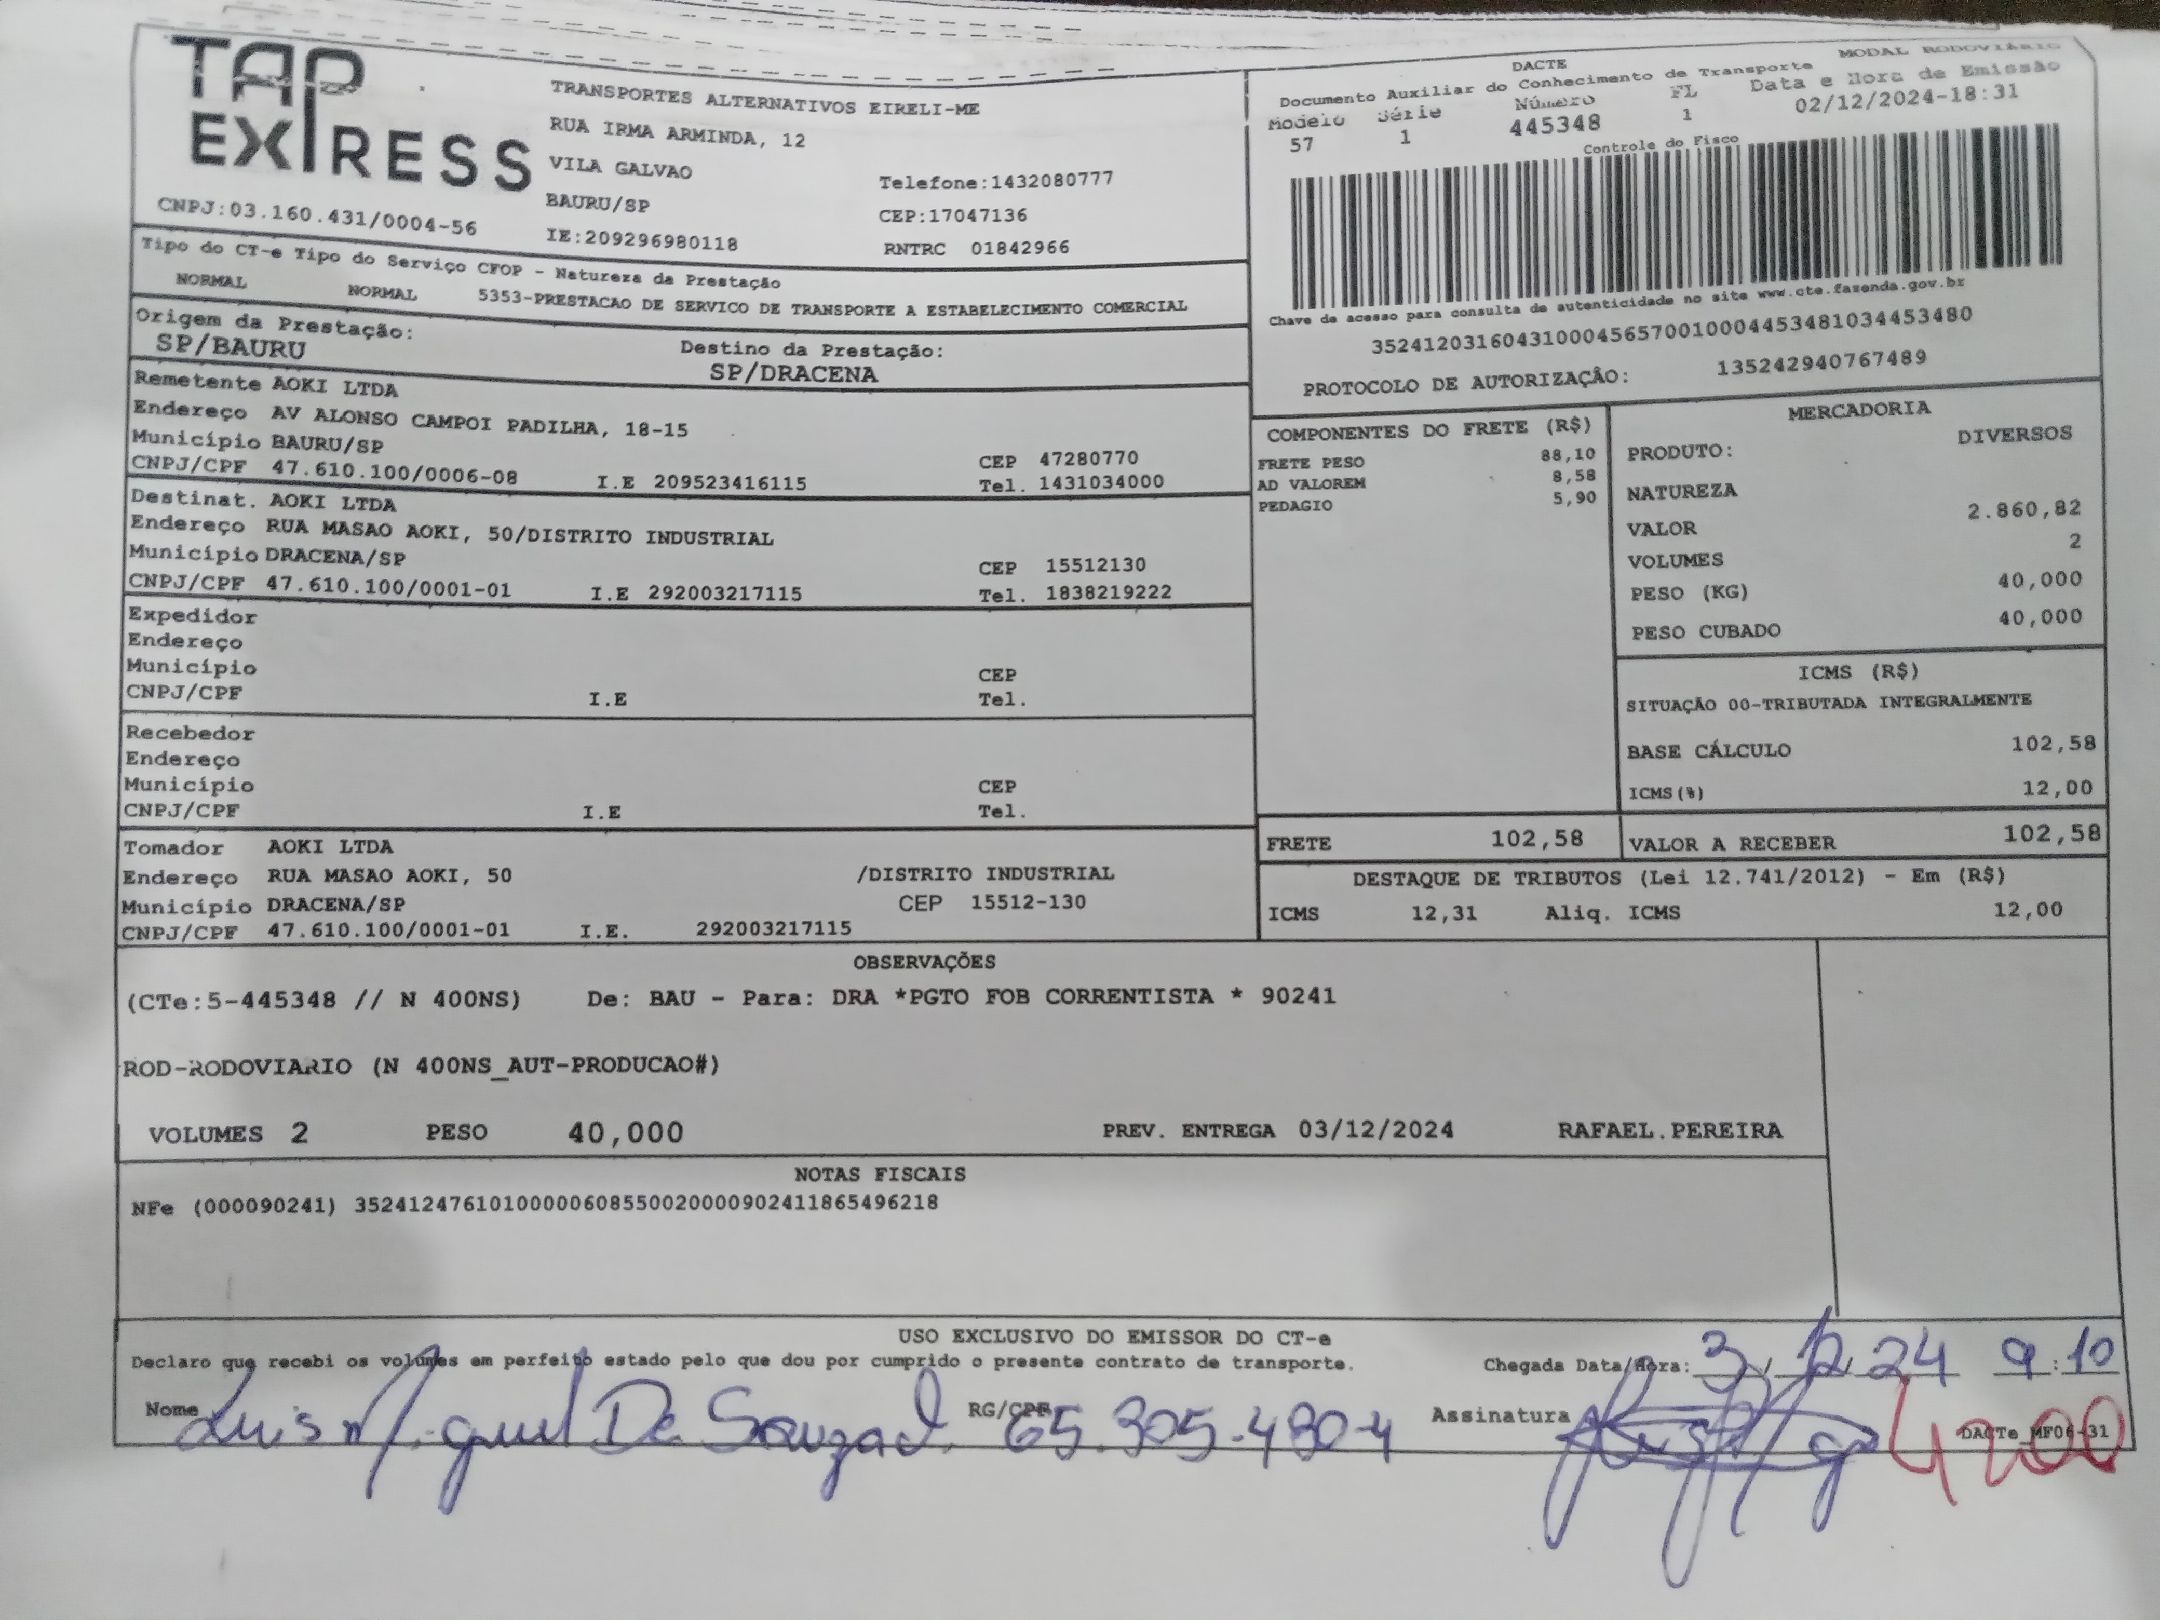 TAP
EXPRESS
CNPJ:03.160.431/0004-56
TRANSPORTES ALTERNATIVOS EIRELI-ME
RUA IRMA ARMINDA, 12
VILA GALVAO
BAURU/SP
IE:209296980118
Telefone:1432080777
CEP:17047136
RNTRC 01842966
DACTE
MODAL RODOVIÁRIO
Documento Auxiliar do Conhecimento de Transporte
Modelo Série Número FL Data e Hora de Emissão
57 1 445348 1 02/12/2024-18:31
Controle do Fisco
Chave de acesso para consulta de autenticidade no site www.cte.fazenda.gov.br
35241203160431000456570010004453481034453480
PROTOCOLO DE AUTORIZAÇÃO: 135242940767489
Tipo do CT-e Tipo do Serviço CFOP - Natureza da Prestação
NORMAL NORMAL 5353-PRESTACAO DE SERVICO DE TRANSPORTE A ESTABELECIMENTO COMERCIAL
Origem da Prestação: Destino da Prestação:
SP/BAURU SP/DRACENA
Remetente AOKI LTDA
Endereço AV ALONSO CAMPOI PADILHA, 18-15
Município BAURU/SP CEP 47280770
CNPJ/CPF 47.610.100/0006-08 I.E 209523416115 Tel. 1431034000
Destinat. AOKI LTDA
Endereço RUA MASAO AOKI, 50/DISTRITO INDUSTRIAL
Município DRACENA/SP CEP 15512130
CNPJ/CPF 47.610.100/0001-01 I.E 292003217115 Tel. 1838219222
Expedidor
Endereço
Município CEP
CNPJ/CPF I.E Tel.
Recebedor
Endereço
Município CEP
CNPJ/CPF I.E Tel.
Tomador AOKI LTDA
Endereço RUA MASAO AOKI, 50 /DISTRITO INDUSTRIAL
Município DRACENA/SP CEP 15512-130
CNPJ/CPF 47.610.100/0001-01 I.E. 292003217115
COMPONENTES DO FRETE (R$)
FRETE PESO 88,10
AD VALOREM 8,58
PEDAGIO 5,90
MERCADORIA
PRODUTO: DIVERSOS
NATUREZA
VALOR 2.860,82
VOLUMES 2
PESO (KG) 40,000
PESO CUBADO 40,000
ICMS (R$)
SITUAÇÃO 00-TRIBUTADA INTEGRALMENTE
BASE CÁLCULO 102,58
ICMS(%) 12,00
FRETE 102,58 VALOR A RECEBER 102,58
DESTAQUE DE TRIBUTOS (Lei 12.741/2012) - Em (R$)
ICMS 12,31 Aliq. ICMS 12,00
OBSERVAÇÕES
(CTe:5-445348 // N 400NS) De: BAU - Para: DRA *PGTO FOB CORRENTISTA * 90241
ROD-RODOVIARIO (N 400NS_AUT-PRODUCAO#)
VOLUMES 2 PESO 40,000 PREV. ENTREGA 03/12/2024 RAFAEL.PEREIRA
NOTAS FISCAIS
NFe (000090241) 35241247610100000608550020000902411865496218
USO EXCLUSIVO DO EMISSOR DO CT-e
Declaro que recebi os volumes em perfeito estado pelo que dou por cumprido o presente contrato de transporte. Chegada Data/Hora: 3/12/24 9:10
Nome Luis Miguel De Souza RG/CPF 65.305.480-4 Assinatura
DACTe_MF06-31